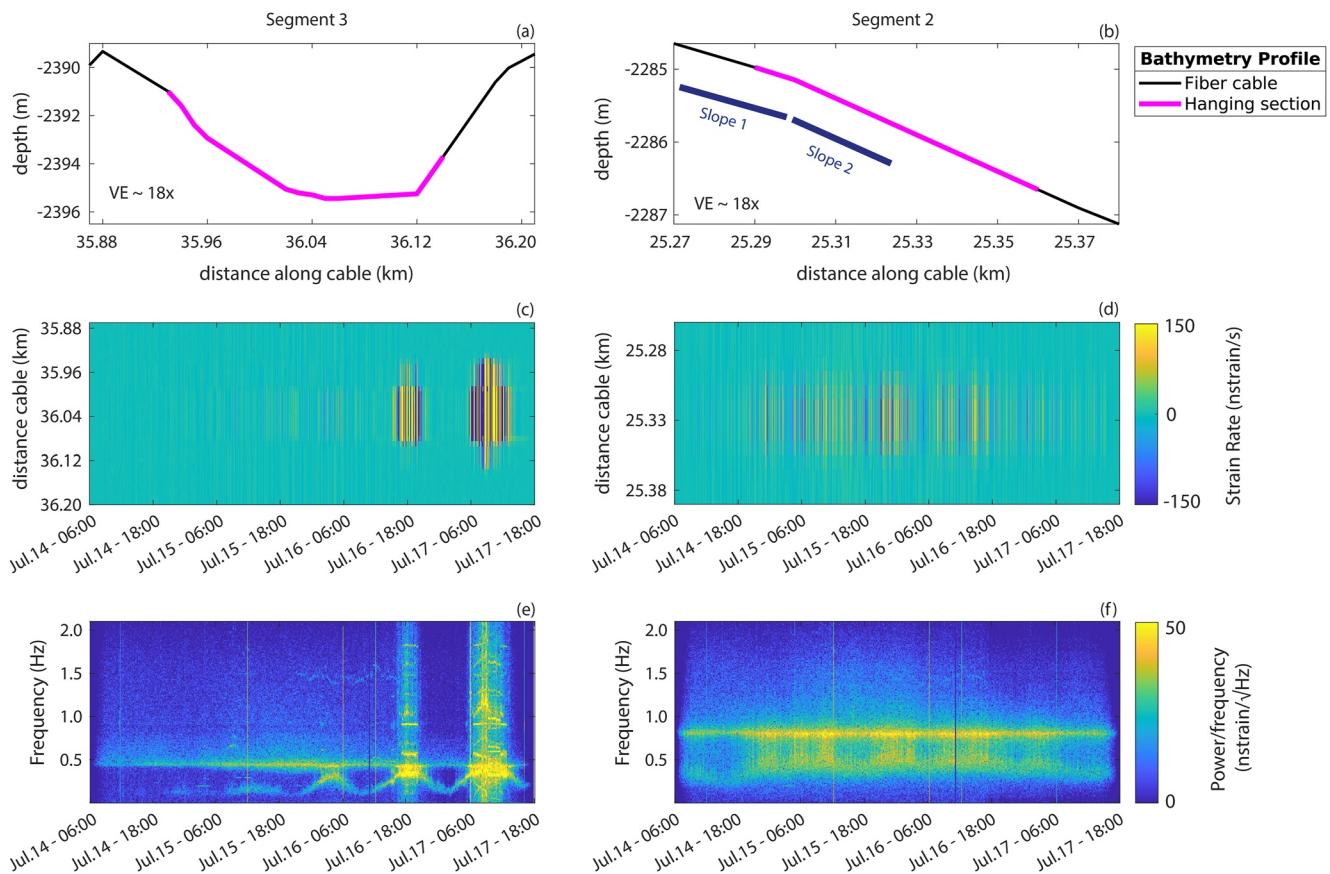 Segment 3
(a)
-2390
-2392
-2394
-2396
depth (m)
VE ~ 18x
35.88
35.96
36.04
36.12
36.20
distance along cable (km)
Segment 2
(b)
-2285
-2286
-2287
depth (m)
Slope 1
Slope 2
VE ~ 18x
25.27
25.29
25.31
25.33
25.35
25.37
distance along cable (km)
Bathymetry Profile
Fiber cable
Hanging section
(c)
35.88
35.96
36.04
36.12
36.20
distance cable (km)
Jul.14 - 06:00
Jul.14 - 18:00
Jul.15 - 06:00
Jul.15 - 18:00
Jul.16 - 06:00
Jul.16 - 18:00
Jul.17 - 06:00
Jul.17 - 18:00
(d)
25.28
25.33
25.38
distance cable (km)
Jul.14 - 06:00
Jul.14 - 18:00
Jul.15 - 06:00
Jul.15 - 18:00
Jul.16 - 06:00
Jul.16 - 18:00
Jul.17 - 06:00
Jul.17 - 18:00
150
0
-150
Strain Rate (nstrain/s)
(e)
2.0
1.5
1.0
0.5
Frequency (Hz)
Jul.14 - 06:00
Jul.14 - 18:00
Jul.15 - 06:00
Jul.15 - 18:00
Jul.16 - 06:00
Jul.16 - 18:00
Jul.17 - 06:00
Jul.17 - 18:00
(f)
2.0
1.5
1.0
0.5
Frequency (Hz)
Jul.14 - 06:00
Jul.14 - 18:00
Jul.15 - 06:00
Jul.15 - 18:00
Jul.16 - 06:00
Jul.16 - 18:00
Jul.17 - 06:00
Jul.17 - 18:00
50
0
Power/frequency
(nstrain/√Hz)